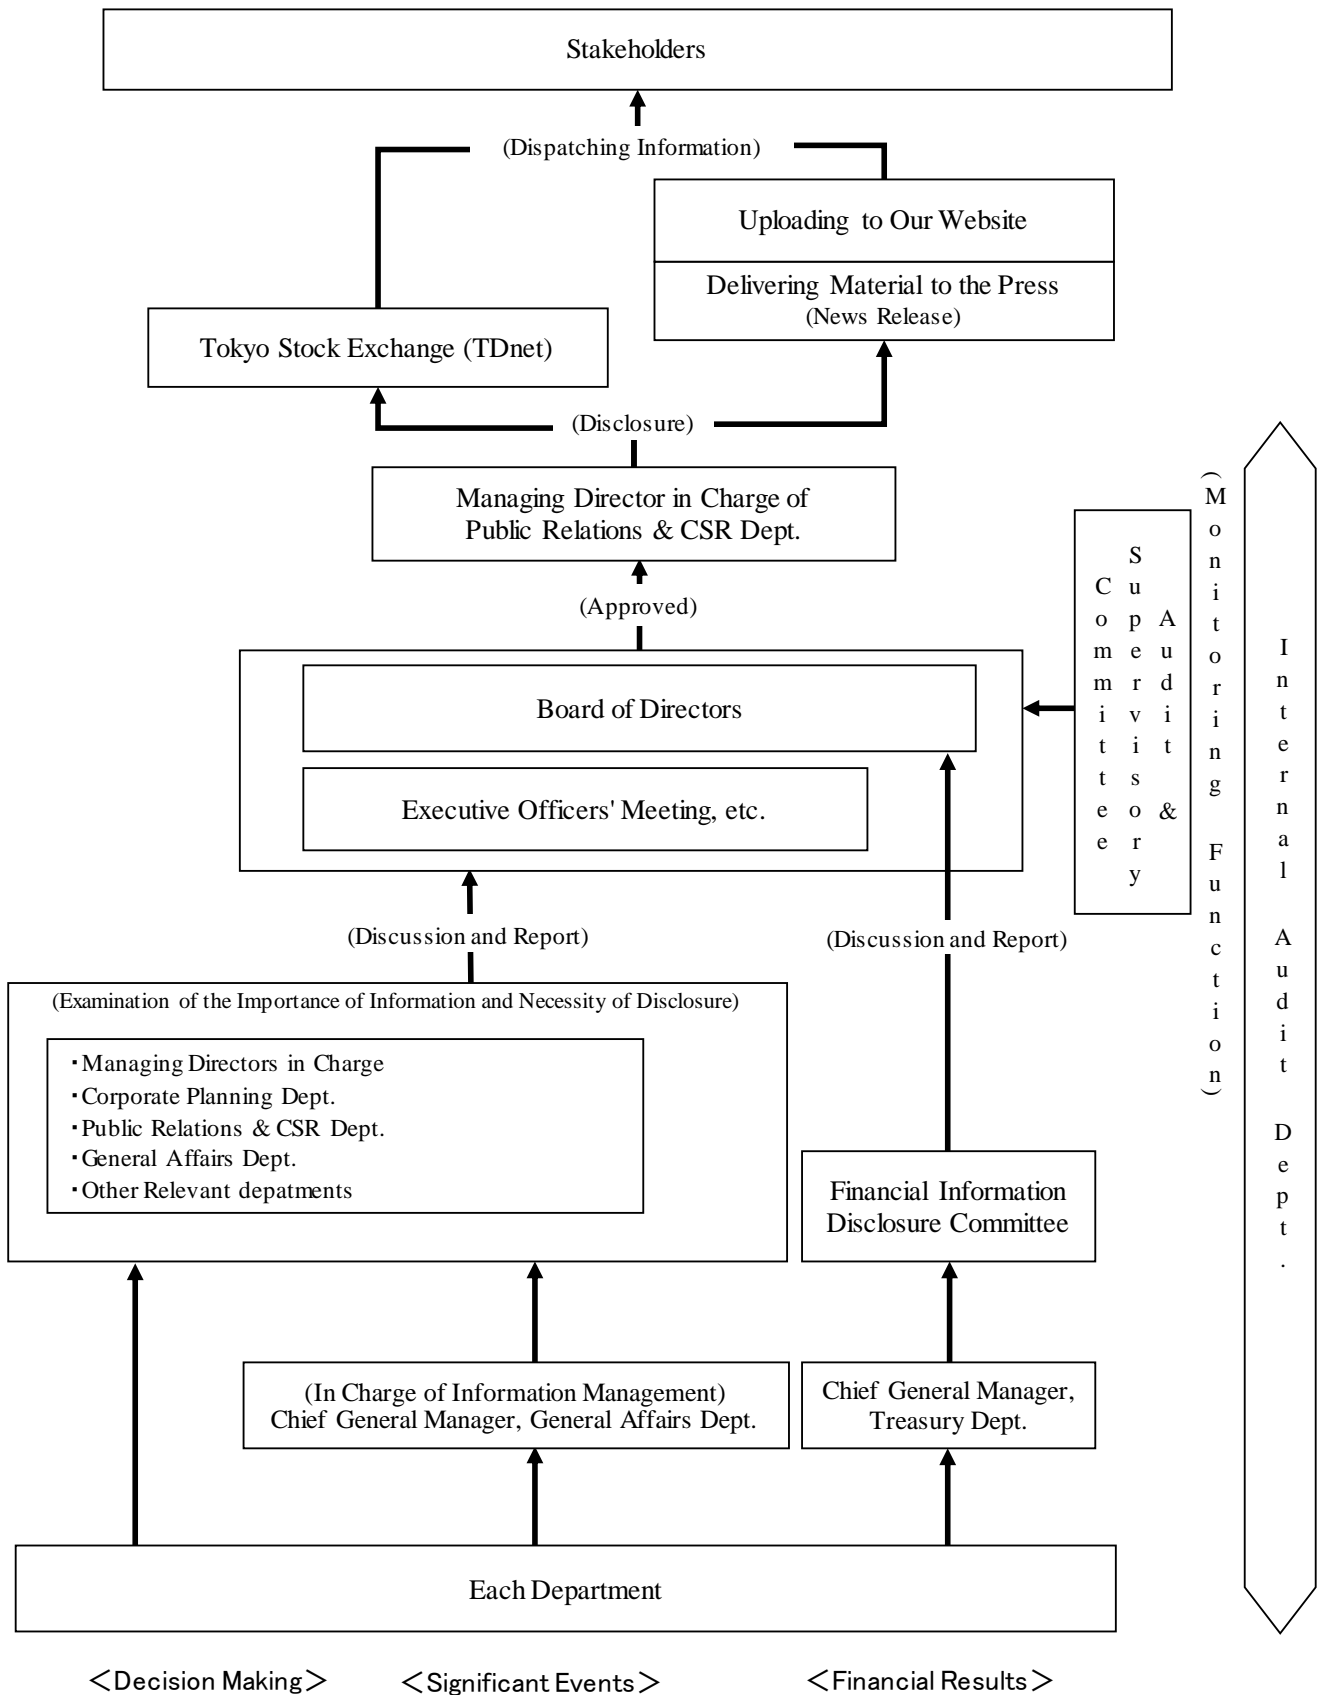 Stakeholders
(Dispatching Information)
Uploading to Our Website
Delivering Material to the Press
(News Release)
Tokyo Stock Exchange (TDnet)
(Disclosure)
Managing Director in Charge of
Public Relations & CSR Dept.
(Approved)
Board of Directors
Executive Officers' Meeting, etc.
Audit &
Supervisory
Committee
(Monitoring Function)
Internal Audit Dept.
(Discussion and Report)
(Discussion and Report)
(Examination of the Importance of Information and Necessity of Disclosure)
・Managing Directors in Charge
・Corporate Planning Dept.
・Public Relations & CSR Dept.
・General Affairs Dept.
・Other Relevant depatments
Financial Information
Disclosure Committee
(In Charge of Information Management)
Chief General Manager, General Affairs Dept.
Chief General Manager,
Treasury Dept.
Each Department
＜Decision Making＞
＜Significant Events＞
＜Financial Results＞